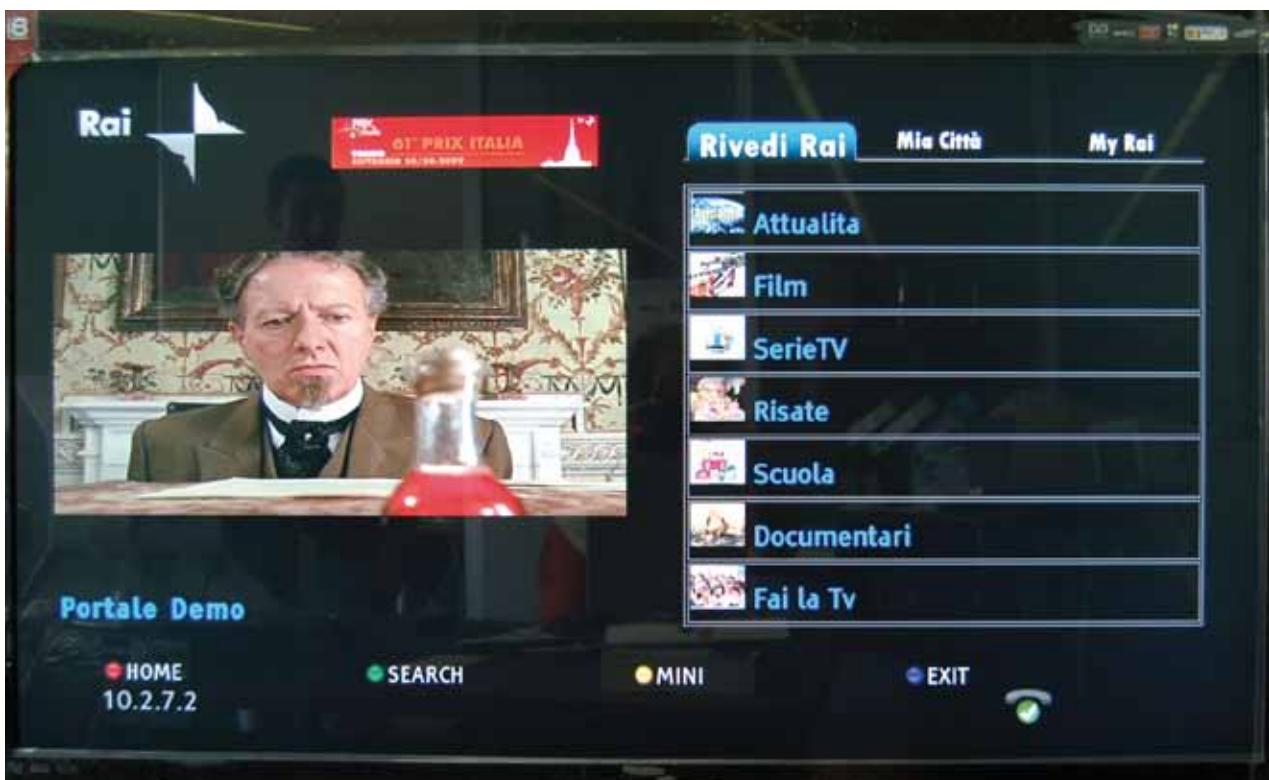 Rai
61° PRIX ITALIA
Rivedi Rai
Mia Città
My Rai
Attualita
Film
SerieTV
Risate
Scuola
Documentari
Fai la Tv
Portale Demo
HOME
SEARCH
MINI
EXIT
10.2.7.2